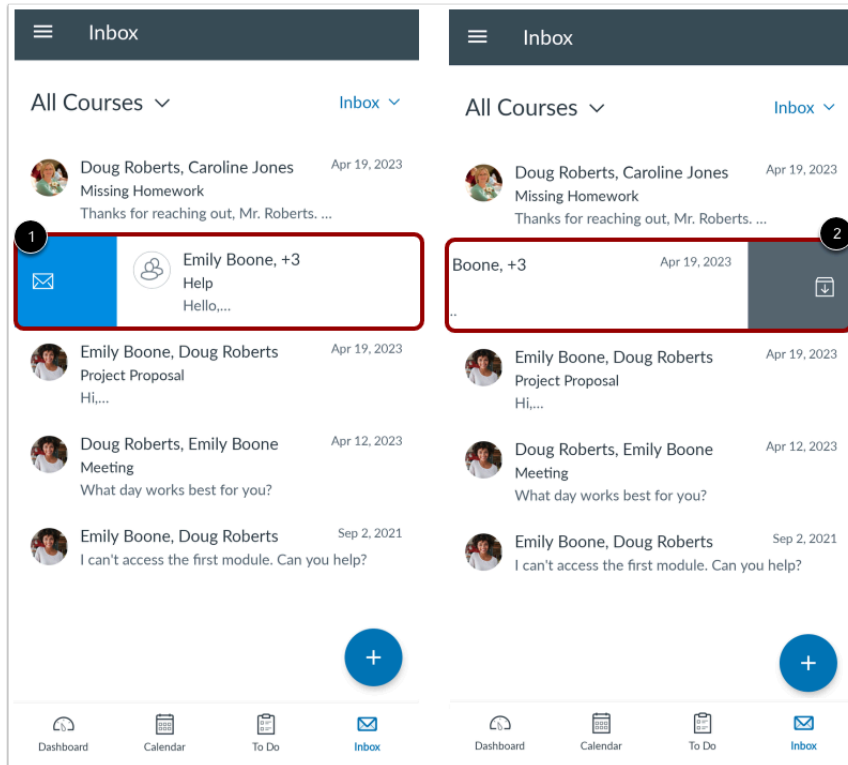 Inbox
All Courses
Inbox
Doug Roberts, Caroline Jones
Apr 19, 2023
Missing Homework
Thanks for reaching out, Mr. Roberts. ...
1
Emily Boone, +3
Help
Hello,...
Emily Boone, Doug Roberts
Apr 19, 2023
Project Proposal
Hi,...
Doug Roberts, Emily Boone
Apr 12, 2023
Meeting
What day works best for you?
Emily Boone, Doug Roberts
Sep 2, 2021
I can't access the first module. Can you help?
+
Dashboard
Calendar
To Do
Inbox
Inbox
All Courses
Inbox
Doug Roberts, Caroline Jones
Apr 19, 2023
Missing Homework
Thanks for reaching out, Mr. Roberts. ...
2
Boone, +3
Apr 19, 2023
..
Emily Boone, Doug Roberts
Apr 19, 2023
Project Proposal
Hi,...
Doug Roberts, Emily Boone
Apr 12, 2023
Meeting
What day works best for you?
Emily Boone, Doug Roberts
Sep 2, 2021
I can't access the first module. Can you help?
+
Dashboard
Calendar
To Do
Inbox